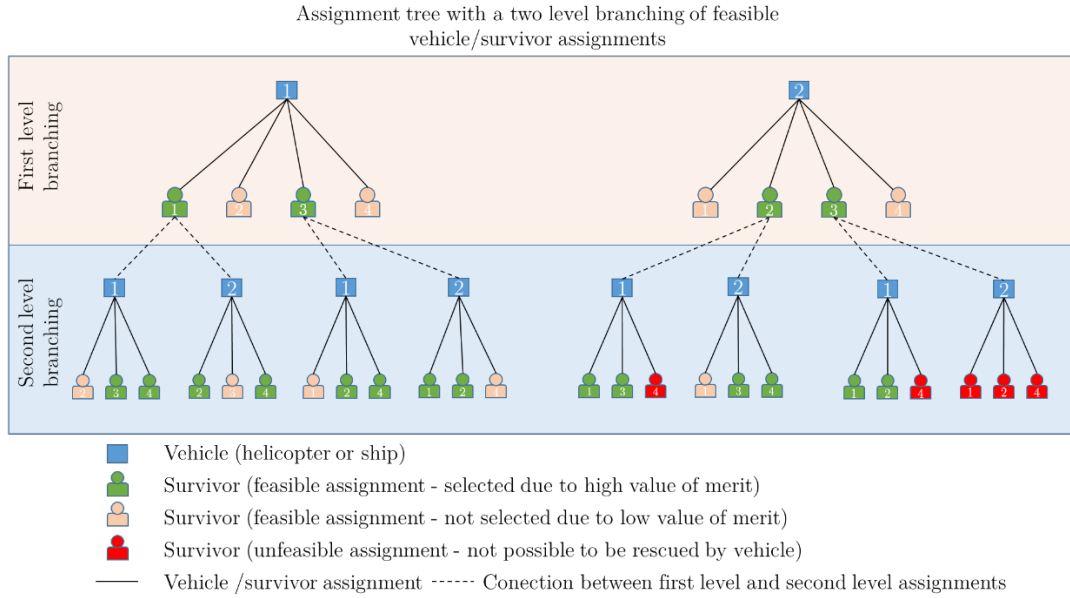 Assignment tree with a two level branching of feasible
vehicle/survivor assignments
First level
branching
1 2
1 2 3 4 1 2 3 4
Second level
branching
1 2 1 2 1 2 1 2
2 3 4 2 3 4 1 2 4 1 2 4 1 3 4 1 3 4 1 2 4 1 2 4
Vehicle (helicopter or ship)
Survivor (feasible assignment - selected due to high value of merit)
Survivor (feasible assignment - not selected due to low value of merit)
Survivor (unfeasible assignment - not possible to be rescued by vehicle)
Vehicle /survivor assignment Conection between first level and second level assignments